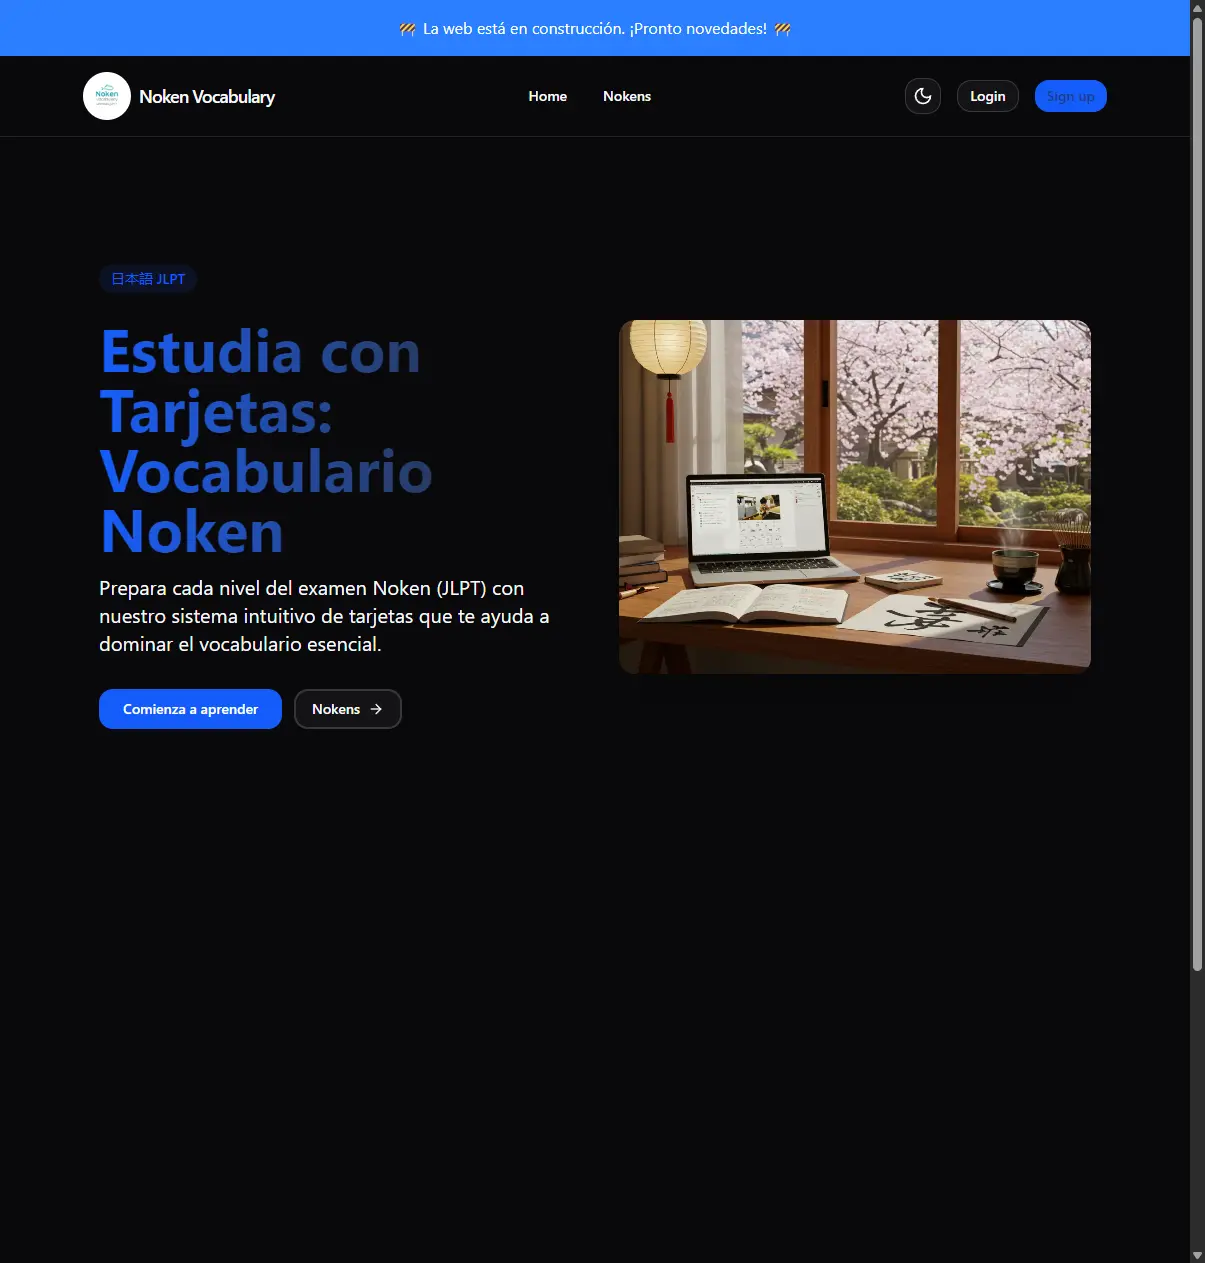 🚧 La web está en construcción. ¡Pronto novedades! 🚧
Noken
Noken Vocabulary
Home
Nokens
Login
Sign up
日本語 JLPT
Estudia con
Tarjetas:
Vocabulario
Noken
Prepara cada nivel del examen Noken (JLPT) con
nuestro sistema intuitivo de tarjetas que te ayuda a
dominar el vocabulario esencial.
Comienza a aprender
Nokens →